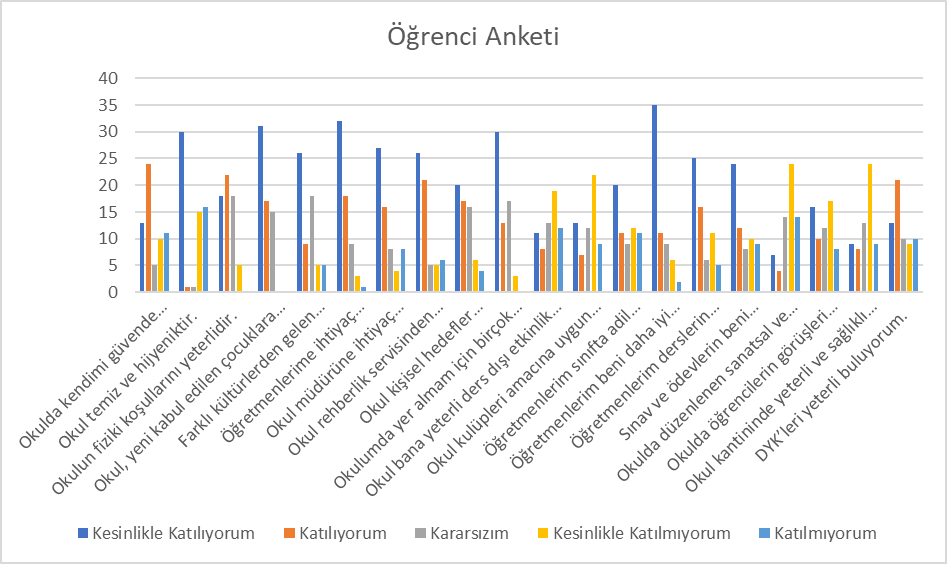 Öğrenci Anketi
40
35
30
25
20
15
10
5
0
Okulda kendimi güvende…
Okul temiz ve hijyeniktir.
Okulun fiziki koşullarını yeterlidir.
Okul, yeni kabul edilen çocuklara…
Farklı kültürlerden gelen…
Öğretmenlerime ihtiyaç…
Okul müdürüne ihtiyaç…
Okul rehberlik servisinden…
Okul kişisel hedefler…
Okulumda yer almam için birçok…
Okul bana yeterli ders dışı etkinlik…
Okul kulüpleri amacına uygun…
Öğretmenlerim sınıfta adil…
Öğretmenlerim beni daha iyi…
Öğretmenlerim derslerin…
Sınav ve ödevlerin beni…
Okulda düzenlenen sanatsal ve…
Okulda öğrencilerin görüşleri…
Okul kantininde yeterli ve sağlıklı…
DYK’leri yeterli buluyorum.
Kesinlikle Katılıyorum
Katılıyorum
Kararsızım
Kesinlikle Katılmıyorum
Katılmıyorum